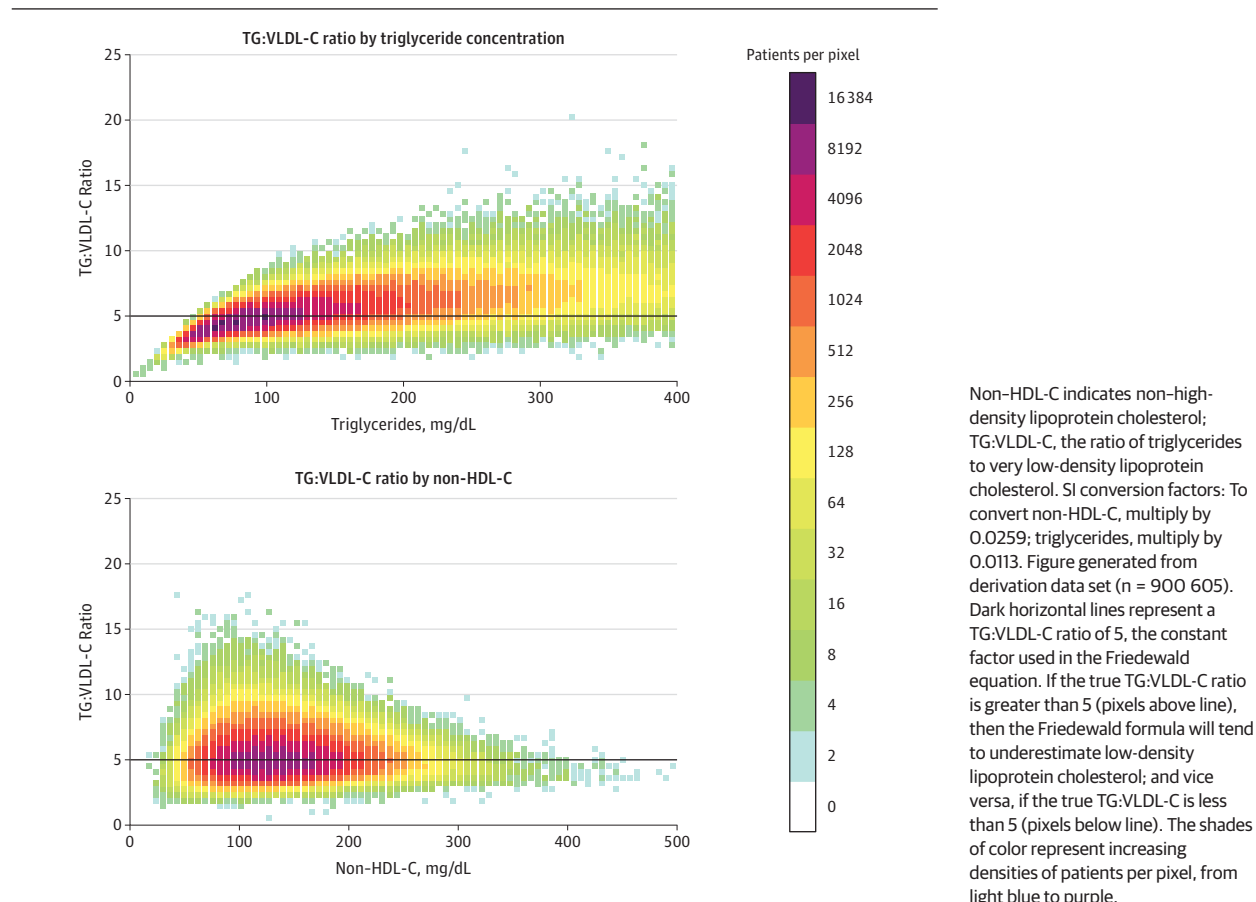 TG:VLDL-C ratio by triglyceride concentration
25
20
15
10
5
0
TG:VLDL-C Ratio
0
100
200
300
400
Triglycerides, mg/dL
TG:VLDL-C ratio by non-HDL-C
25
20
15
10
5
0
TG:VLDL-C Ratio
0
100
200
300
400
500
Non-HDL-C, mg/dL
Patients per pixel
16 384
8192
4096
2048
1024
512
256
128
64
32
16
8
4
2
0
Non–HDL-C indicates non–high-
density lipoprotein cholesterol;
TG:VLDL-C, the ratio of triglycerides
to very low-density lipoprotein
cholesterol. SI conversion factors: To
convert non-HDL-C, multiply by
0.0259; triglycerides, multiply by
0.0113. Figure generated from
derivation data set (n = 900 605).
Dark horizontal lines represent a
TG:VLDL-C ratio of 5, the constant
factor used in the Friedewald
equation. If the true TG:VLDL-C ratio
is greater than 5 (pixels above line),
then the Friedewald formula will tend
to underestimate low-density
lipoprotein cholesterol; and vice
versa, if the true TG:VLDL-C is less
than 5 (pixels below line). The shades
of color represent increasing
densities of patients per pixel, from
light blue to purple.